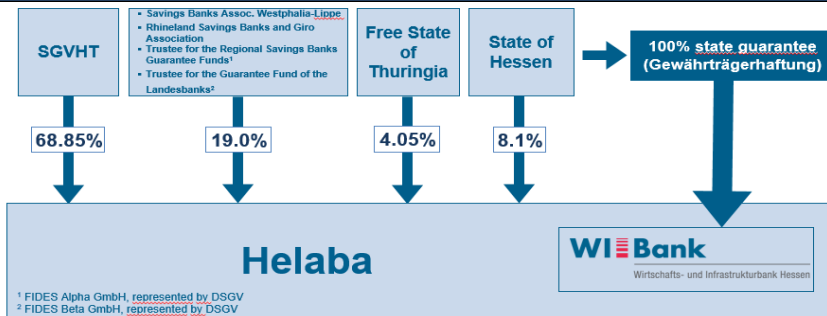 SGVHT
▪ Savings Banks Assoc. Westphalia-Lippe
▪ Rhineland Savings Banks and Giro
Association
▪ Trustee for the Regional Savings Banks
Guarantee Funds¹
▪ Trustee for the Guarantee Fund of the
Landesbanks²
Free State
of
Thuringia
State of
Hessen
100% state guarantee
(Gewährträgerhaftung)
68.85%
19.0%
4.05%
8.1%
Helaba
WIBank
Wirtschafts- und Infrastrukturbank Hessen
¹ FIDES Alpha GmbH, represented by DSGV
² FIDES Beta GmbH, represented by DSGV